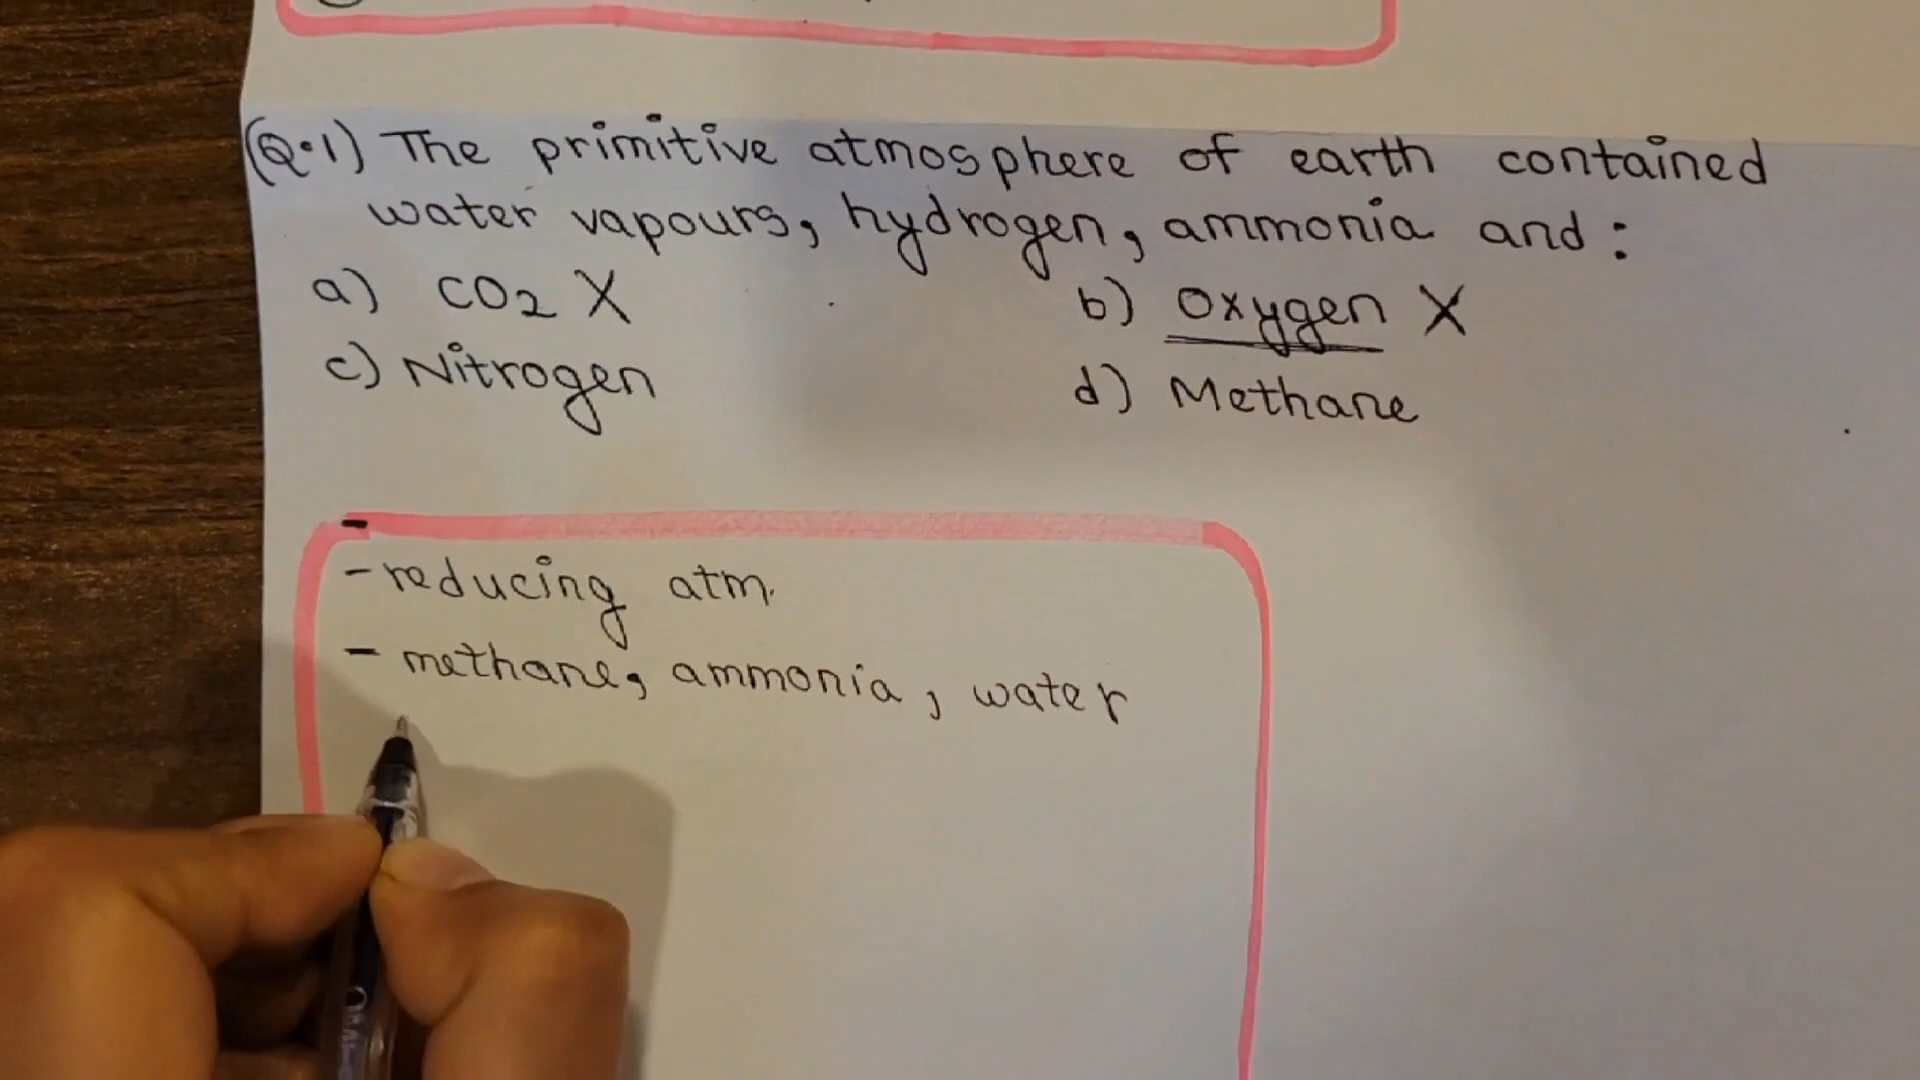 (Q.1) The primitive atmosphere of earth contained
water vapours, hydrogen, ammonia and :
a) CO2 X
b) Oxygen X
c) Nitrogen
d) Methane
- reducing atm.
- methane, ammonia, water